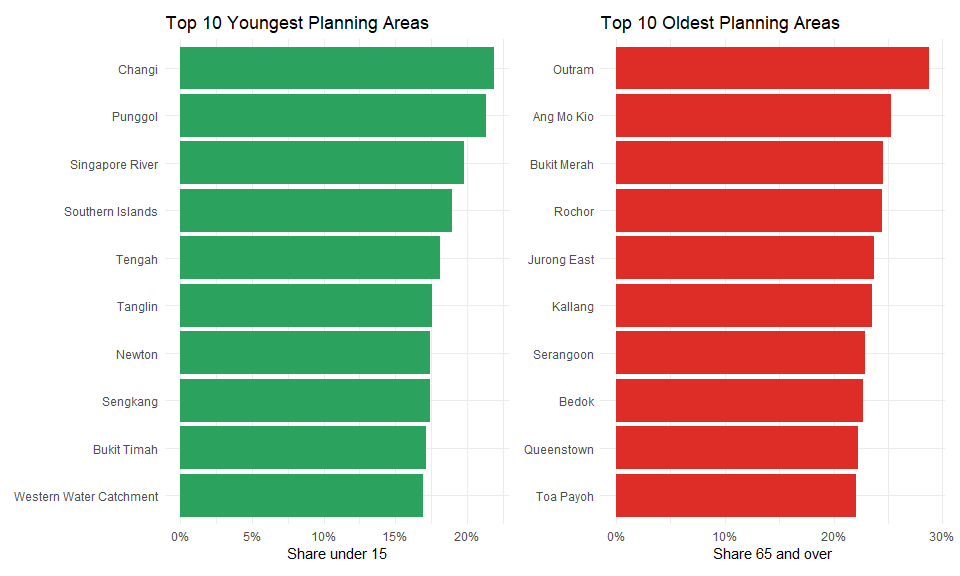 Top 10 Youngest Planning Areas
Changi
Punggol
Singapore River
Southern Islands
Tengah
Tanglin
Newton
Sengkang
Bukit Timah
Western Water Catchment
0% 5% 10% 15% 20%
Share under 15
Top 10 Oldest Planning Areas
Outram
Ang Mo Kio
Bukit Merah
Rochor
Jurong East
Kallang
Serangoon
Bedok
Queenstown
Toa Payoh
0% 10% 20% 30%
Share 65 and over